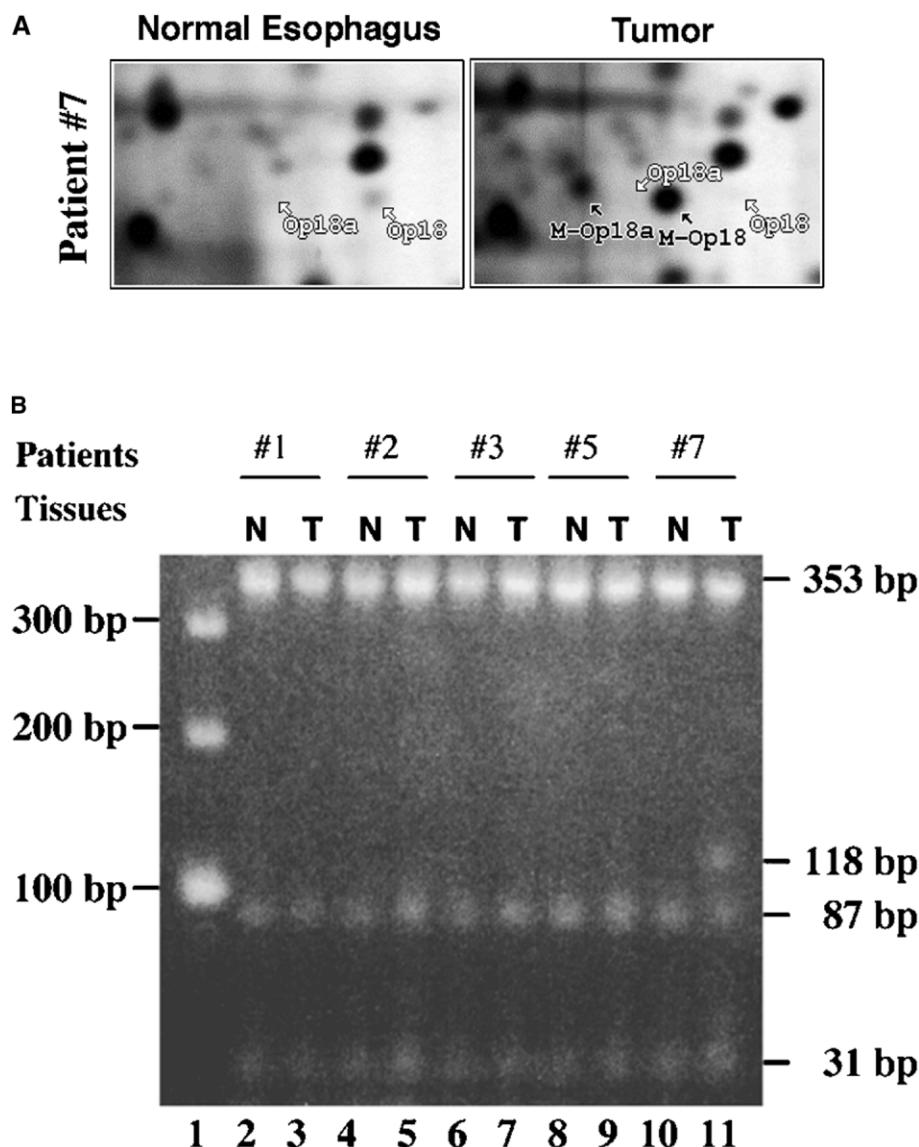 A
Normal Esophagus Tumor
Patient #7
Op18a Op18
Op18a
M-Op18a M-Op18 Op18
B
Patients #1 #2 #3 #5 #7
Tissues
N T N T N T N T N T
353 bp
300 bp
200 bp
118 bp
100 bp
87 bp
31 bp
1 2 3 4 5 6 7 8 9 10 11